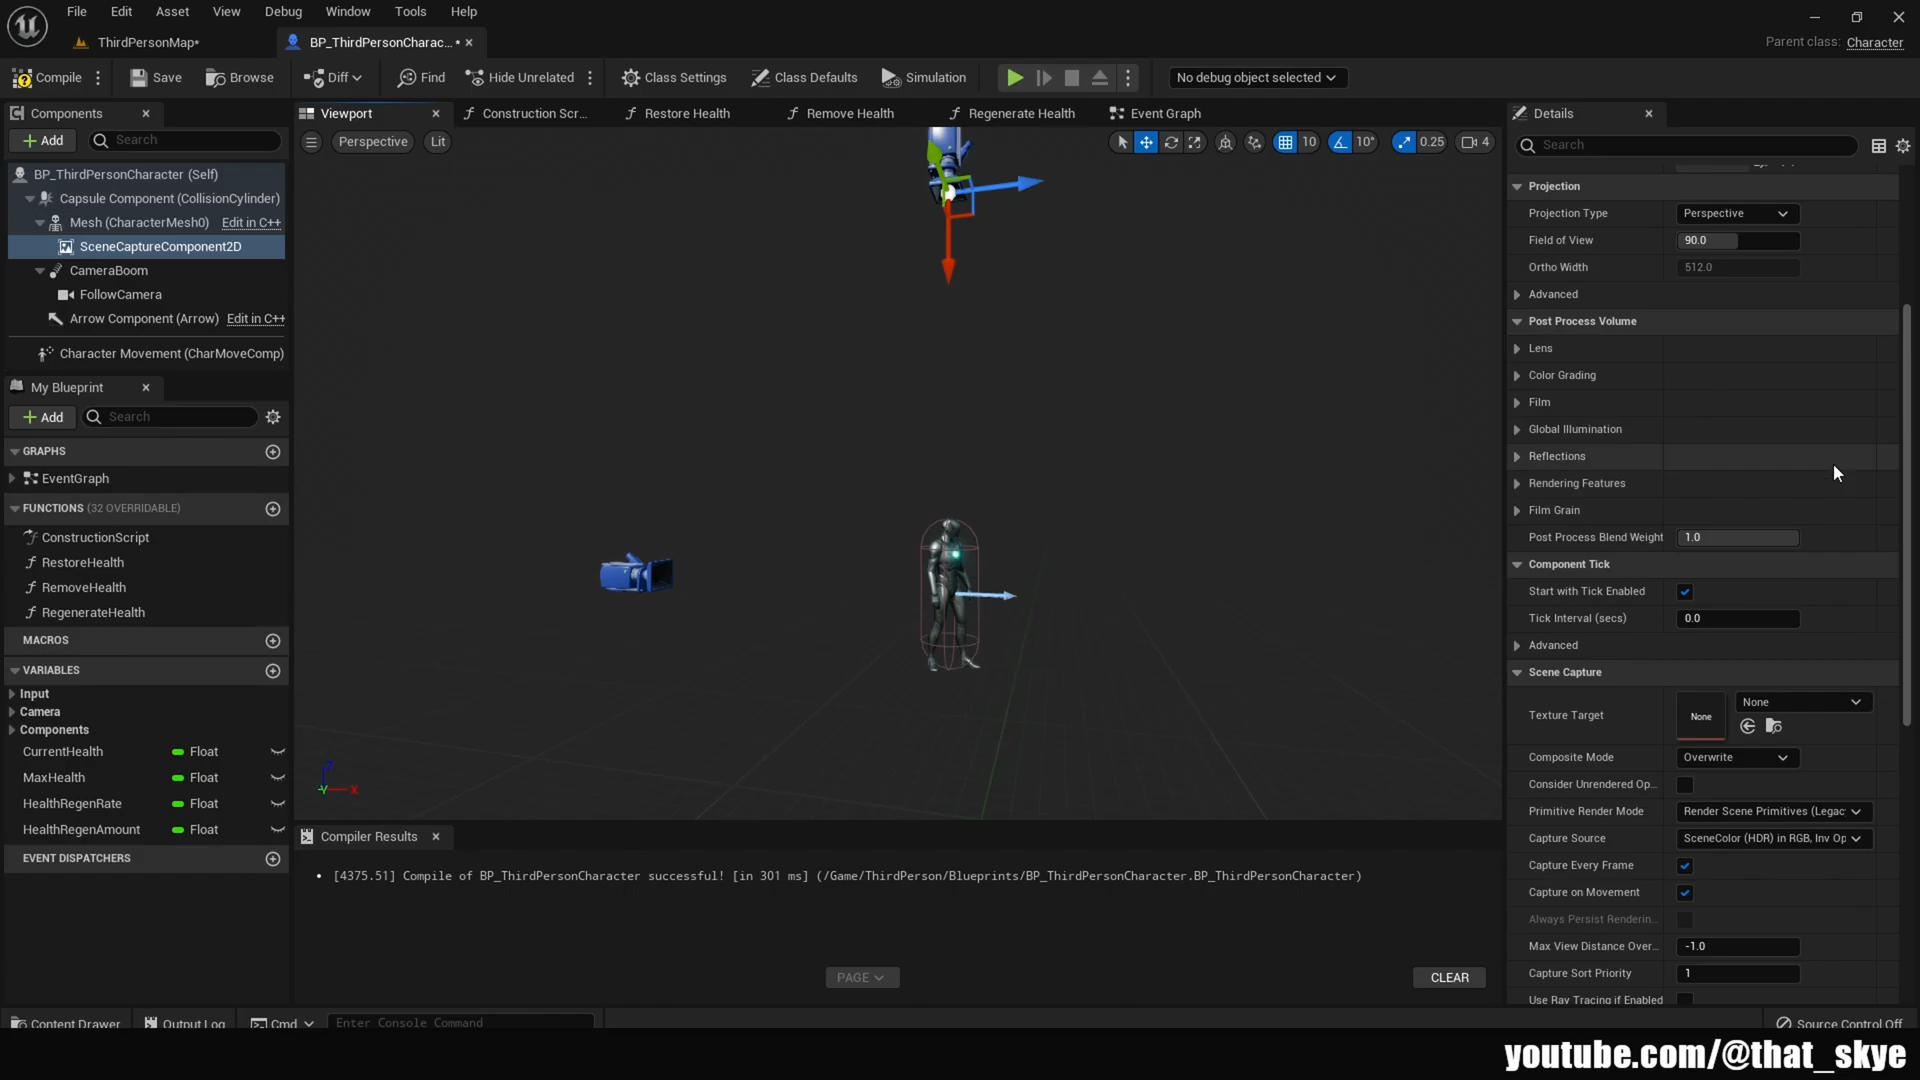 File Edit Asset View Debug Window Tools Help
ThirdPersonMap*
BP_ThirdPersonCharac... *
Parent class: Character
Compile
Save
Browse
Diff
Find
Hide Unrelated
Class Settings
Class Defaults
Simulation
No debug object selected
Components
Add
Search
BP_ThirdPersonCharacter (Self)
Capsule Component (CollisionCylinder)
Mesh (CharacterMesh0) Edit in C++
SceneCaptureComponent2D
CameraBoom
FollowCamera
Arrow Component (Arrow) Edit in C++
Character Movement (CharMoveComp)
My Blueprint
Add
Search
GRAPHS
EventGraph
FUNCTIONS (32 OVERRIDABLE)
ConstructionScript
RestoreHealth
RemoveHealth
RegenerateHealth
MACROS
VARIABLES
Input
Camera
Components
CurrentHealth Float
MaxHealth Float
HealthRegenRate Float
HealthRegenAmount Float
EVENT DISPATCHERS
Viewport
Construction Scr...
Restore Health
Remove Health
Regenerate Health
Event Graph
Perspective
Lit
10
10°
0.25
4
Z
Y
X
Compiler Results
[4375.51] Compile of BP_ThirdPersonCharacter successful! [in 301 ms] (/Game/ThirdPerson/Blueprints/BP_ThirdPersonCharacter.BP_ThirdPersonCharacter)
PAGE
CLEAR
Details
Search
Projection
Projection Type Perspective
Field of View 90.0
Ortho Width 512.0
Advanced
Post Process Volume
Lens
Color Grading
Film
Global Illumination
Reflections
Rendering Features
Film Grain
Post Process Blend Weight 1.0
Component Tick
Start with Tick Enabled
Tick Interval (secs) 0.0
Advanced
Scene Capture
Texture Target None None
Composite Mode Overwrite
Consider Unrendered Op...
Primitive Render Mode Render Scene Primitives (Legac
Capture Source SceneColor (HDR) in RGB, Inv Op
Capture Every Frame
Capture on Movement
Always Persist Renderin...
Max View Distance Over... -1.0
Capture Sort Priority 1
Use Ray Tracing if Enabled
Content Drawer
Output Log
Cmd
Enter Console Command
Source Control Off
youtube.com/@that_skye